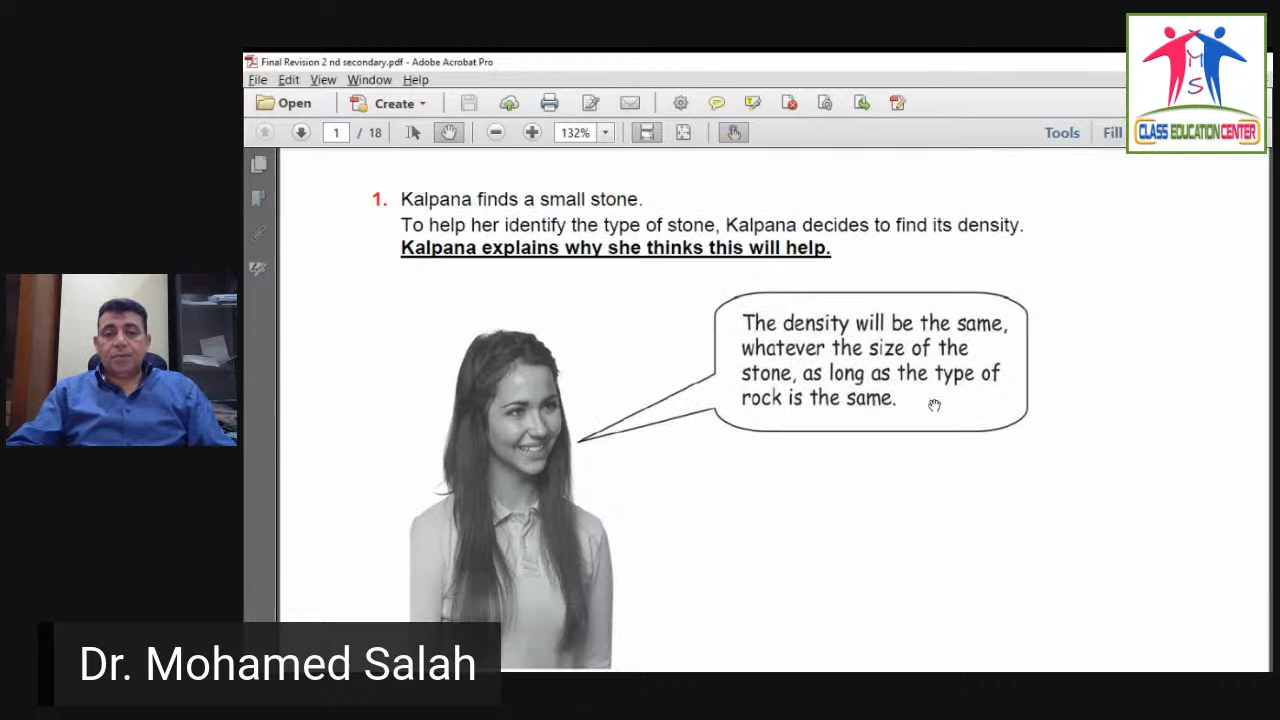 Final Revision 2 nd secondary.pdf - Adobe Acrobat Pro
File Edit View Window Help
Open Create
1 / 18 132% Tools Fill
MS
CLASS EDUCATION CENTER
1. Kalpana finds a small stone.
To help her identify the type of stone, Kalpana decides to find its density.
Kalpana explains why she thinks this will help.
The density will be the same,
whatever the size of the
stone, as long as the type of
rock is the same.
Dr. Mohamed Salah